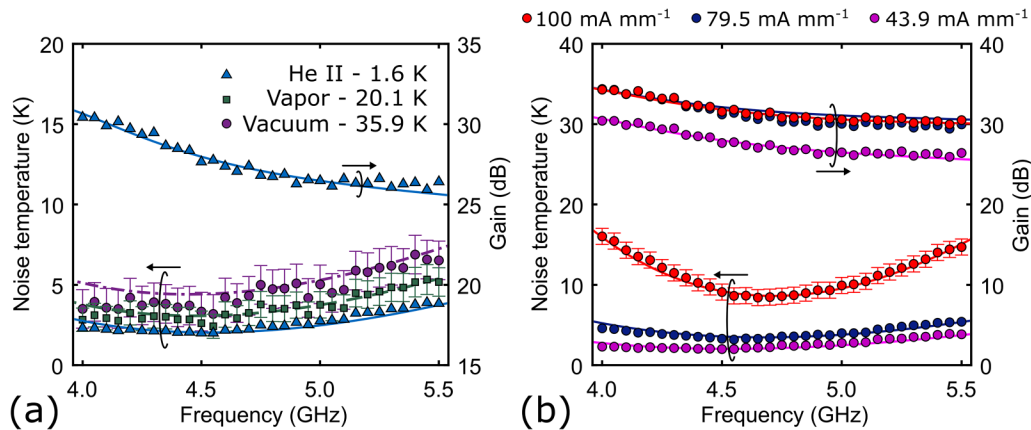 100 mA mm⁻¹ 79.5 mA mm⁻¹ 43.9 mA mm⁻¹
20
15
10
5
0
Noise temperature (K)
35
30
25
20
15
Gain (dB)
He II - 1.6 K
Vapor - 20.1 K
Vacuum - 35.9 K
4.0 4.5 5.0 5.5
Frequency (GHz)
(a)
40
30
20
10
0
Noise temperature (K)
40
30
20
10
0
Gain (dB)
4.0 4.5 5.0 5.5
Frequency (GHz)
(b)